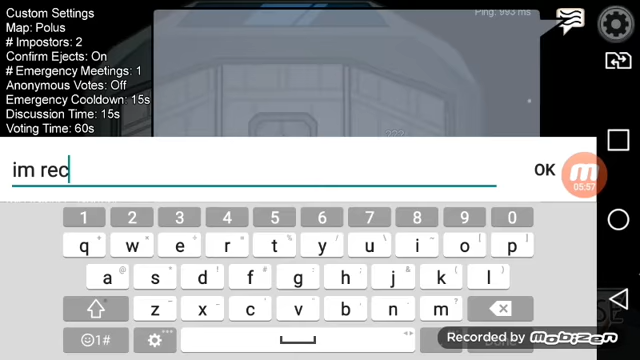 Custom Settings
Ping: 993 ms
Map: Polus
# Impostors: 2
Confirm Ejects: On
# Emergency Meetings: 1
Anonymous Votes: Off
Emergency Cooldown: 15s
Discussion Time: 15s
Voting Time: 60s
???
im rec
OK
05:57
1 2 3 4 5 6 7 8 9 0
q w e r t y u i o p
a s d f g h j k l
z x c v b n m
☺1#
Recorded by Mobizen
Done